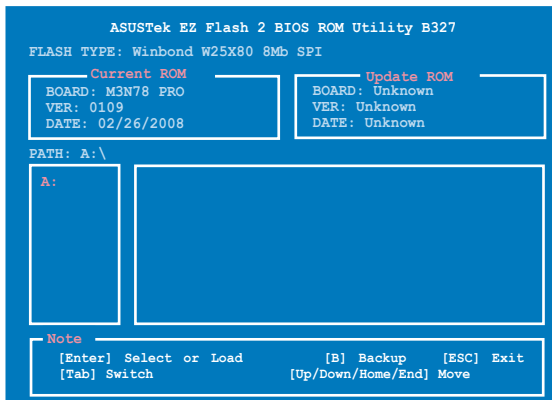 ASUSTek EZ Flash 2 BIOS ROM Utility B327
FLASH TYPE: Winbond W25X80 8Mb SPI
Current ROM
BOARD: M3N78 PRO
VER: 0109
DATE: 02/26/2008
Update ROM
BOARD: Unknown
VER: Unknown
DATE: Unknown
PATH: A:\
A:
Note
[Enter] Select or Load [B] Backup [ESC] Exit
[Tab] Switch [Up/Down/Home/End] Move